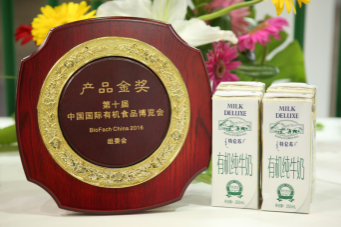 产品金奖
第十届
中国国际有机食品博览会
BioFach China 2016
组委会
MILK
DELUXE
特仑苏
有机纯牛奶
MILK
DELUXE
特仑苏
有机纯牛奶